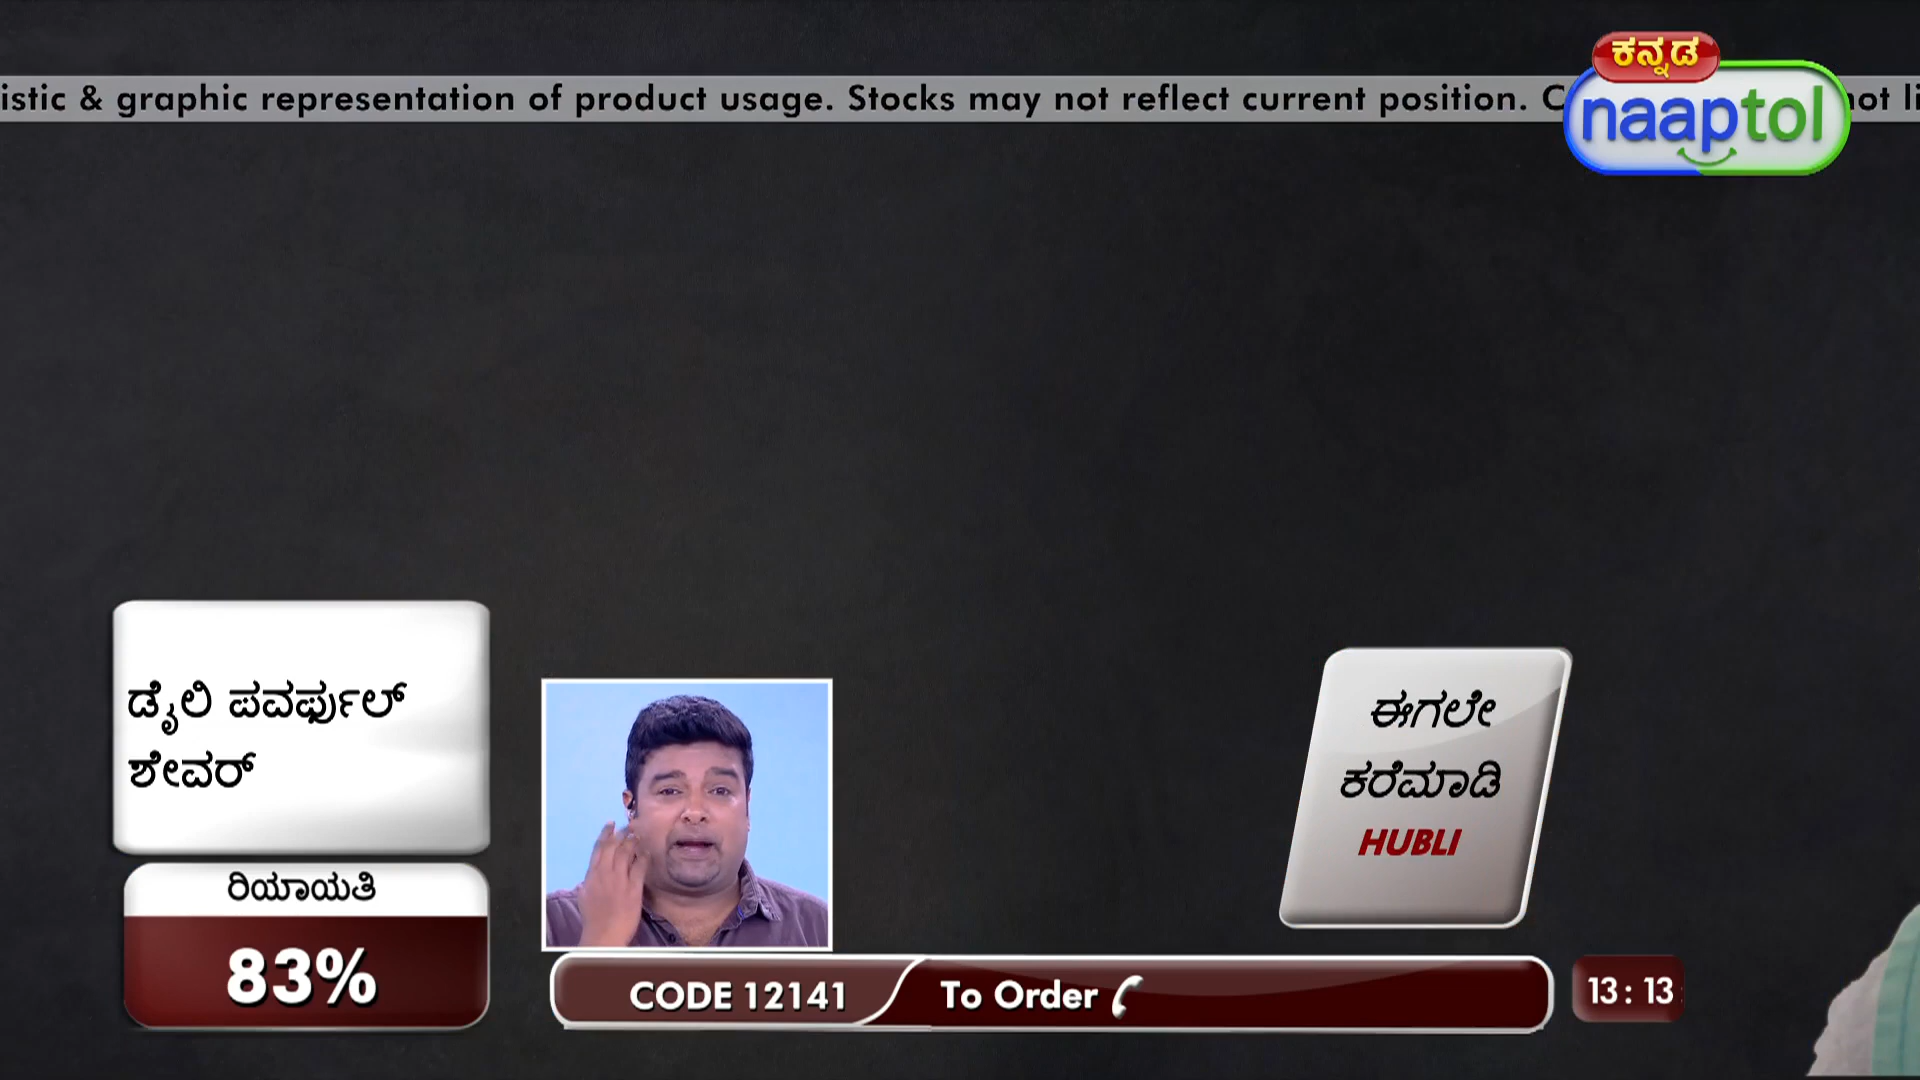 ಕನ್ನಡ
istic & graphic representation of product usage. Stocks may not reflect current position.
naaptol
ಡೈಲಿ ಪವರ್ಫುಲ್
ಶೇವರ್
ರಿಯಾಯತಿ
83%
ಈಗಲೇ
ಕರೆಮಾಡಿ
HUBLI
CODE 12141
To Order
13:13